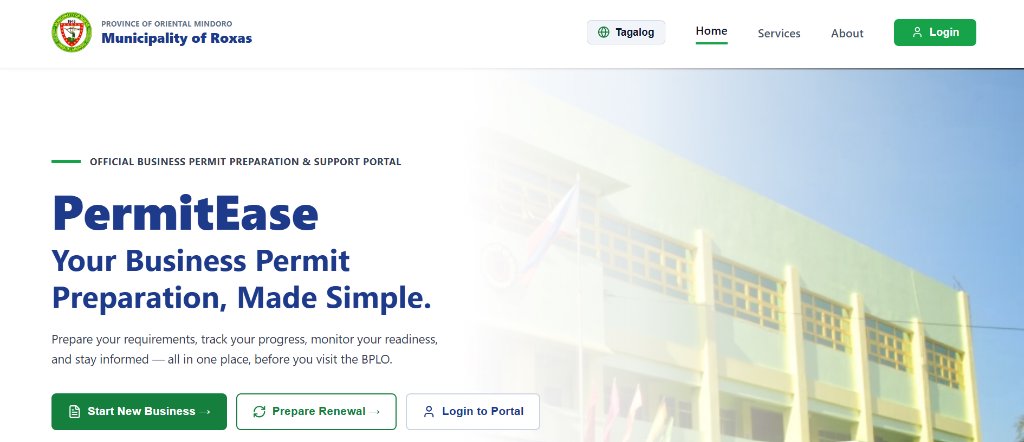 PROVINCE OF ORIENTAL MINDORO
Municipality of Roxas
Tagalog
Home
Services
About
Login
OFFICIAL BUSINESS PERMIT PREPARATION & SUPPORT PORTAL
PermitEase
Your Business Permit
Preparation, Made Simple.
Prepare your requirements, track your progress, monitor your readiness,
and stay informed — all in one place, before you visit the BPLO.
Start New Business →
Prepare Renewal →
Login to Portal